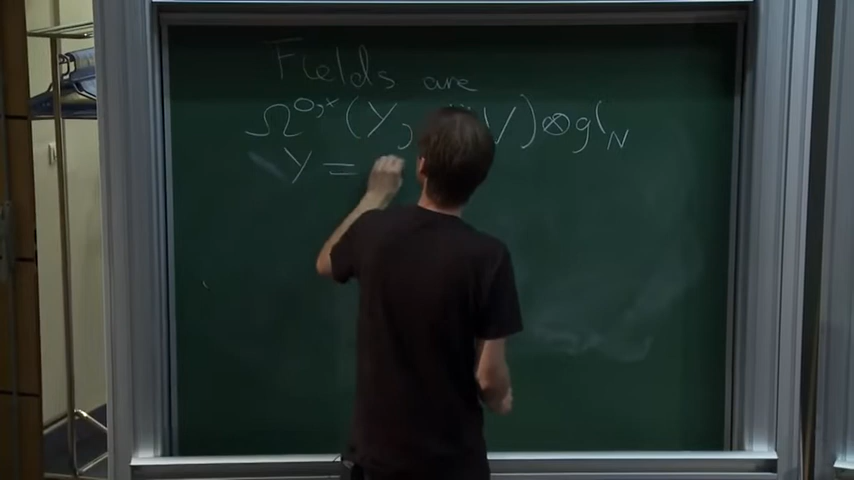 Fields are
Ω^{0,*}(Y, V) ⊗ gl_N
Y =